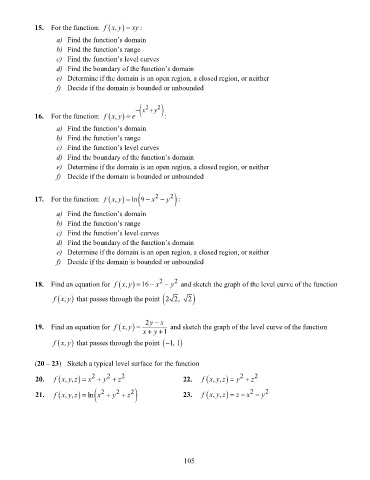 15. For the function: f(x,y) = xy :
a) Find the function's domain
b) Find the function's range
c) Find the function's level curves
d) Find the boundary of the function's domain
e) Determine if the domain is an open region, a closed region, or neither
f) Decide if the domain is bounded or unbounded
16. For the function: f(x,y) = e^{-(x^2+y^2)} :
a) Find the function's domain
b) Find the function's range
c) Find the function's level curves
d) Find the boundary of the function's domain
e) Determine if the domain is an open region, a closed region, or neither
f) Decide if the domain is bounded or unbounded
17. For the function: f(x,y) = ln(9 − x^2 − y^2) :
a) Find the function's domain
b) Find the function's range
c) Find the function's level curves
d) Find the boundary of the function's domain
e) Determine if the domain is an open region, a closed region, or neither
f) Decide if the domain is bounded or unbounded
18. Find an equation for f(x,y) = 16 − x^2 − y^2 and sketch the graph of the level curve of the function
f(x,y) that passes through the point (2√2, √2)
19. Find an equation for f(x,y) = (2y − x)/(x + y + 1) and sketch the graph of the level curve of the function
f(x,y) that passes through the point (−1, 1)
(20 – 23) Sketch a typical level surface for the function
20. f(x,y,z) = x^2 + y^2 + z^2 22. f(x,y,z) = y^2 + z^2
21. f(x,y,z) = ln(x^2 + y^2 + z^2) 23. f(x,y,z) = z − x^2 − y^2
105